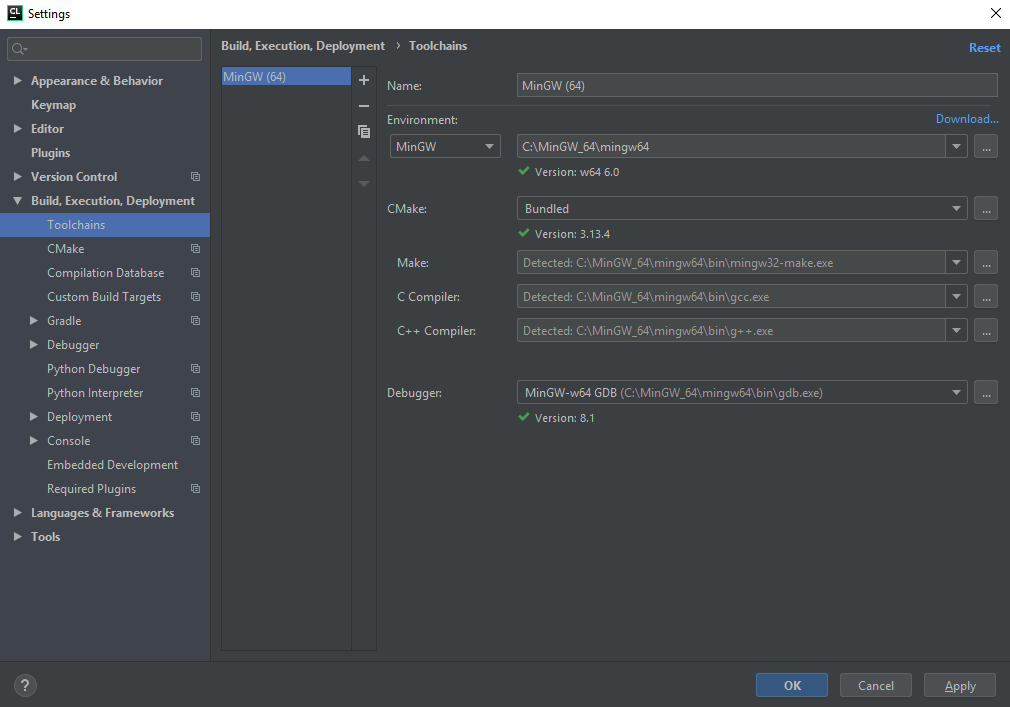 CL Settings
Build, Execution, Deployment › Toolchains
Reset
Appearance & Behavior
Keymap
Editor
Plugins
Version Control
Build, Execution, Deployment
Toolchains
CMake
Compilation Database
Custom Build Targets
Gradle
Debugger
Python Debugger
Python Interpreter
Deployment
Console
Embedded Development
Required Plugins
Languages & Frameworks
Tools
MinGW (64)
Name: MinGW (64)
Environment: Download...
MinGW C:\MinGW_64\mingw64 ...
Version: w64 6.0
CMake: Bundled ...
Version: 3.13.4
Make: Detected: C:\MinGW_64\mingw64\bin\mingw32-make.exe ...
C Compiler: Detected: C:\MinGW_64\mingw64\bin\gcc.exe ...
C++ Compiler: Detected: C:\MinGW_64\mingw64\bin\g++.exe ...
Debugger: MinGW-w64 GDB (C:\MinGW_64\mingw64\bin\gdb.exe) ...
Version: 8.1
? OK Cancel Apply